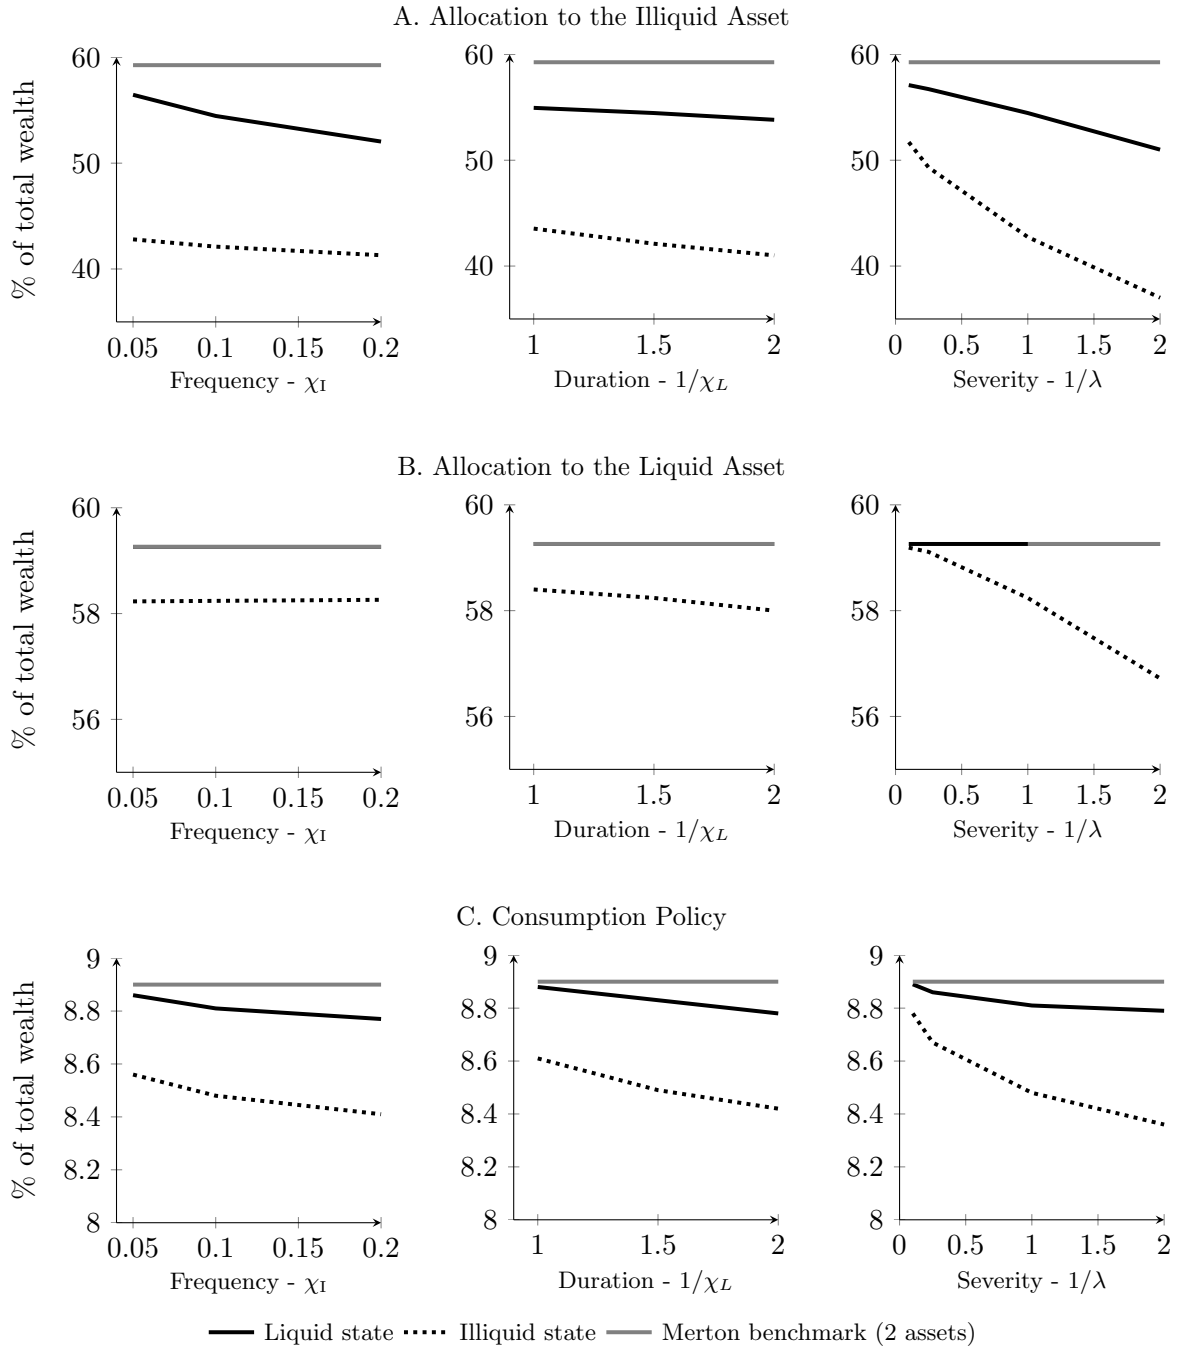 A. Allocation to the Illiquid Asset
% of total wealth
60
50
40
0.05 0.1 0.15 0.2
Frequency - χI
60
50
40
1 1.5 2
Duration - 1/χL
60
50
40
0 0.5 1 1.5 2
Severity - 1/λ
B. Allocation to the Liquid Asset
% of total wealth
60
58
56
0.05 0.1 0.15 0.2
Frequency - χI
60
58
56
1 1.5 2
Duration - 1/χL
60
58
56
0 0.5 1 1.5 2
Severity - 1/λ
C. Consumption Policy
% of total wealth
9
8.8
8.6
8.4
8.2
8
0.05 0.1 0.15 0.2
Frequency - χI
9
8.8
8.6
8.4
8.2
8
1 1.5 2
Duration - 1/χL
9
8.8
8.6
8.4
8.2
8
0 0.5 1 1.5 2
Severity - 1/λ
Liquid state Illiquid state Merton benchmark (2 assets)